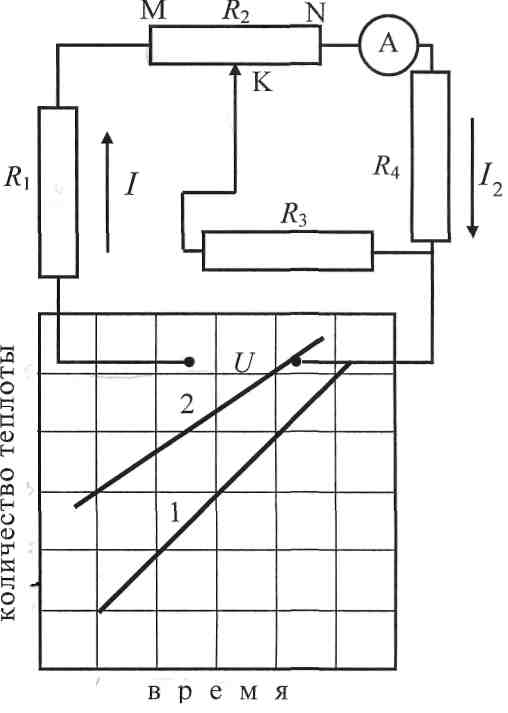 M R₂ N
A
K
R₁ I R₄ I₂
R₃
U
2
1
количество теплоты
время